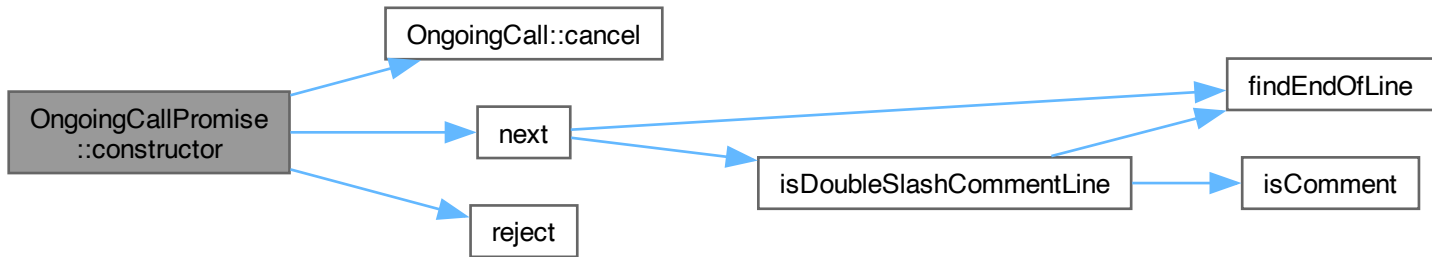 OngoingCallPromise
::constructor
OngoingCall::cancel
next
reject
isDoubleSlashCommentLine
findEndOfLine
isComment